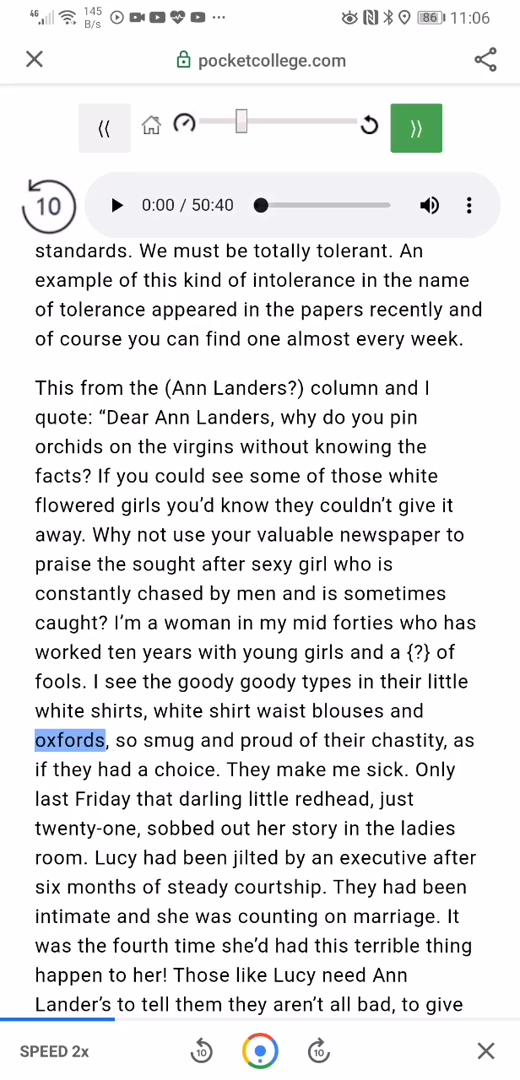 46 145 B/s ... 86 11:06
pocketcollege.com
⟨⟨ ⟩⟩
10 0:00 / 50:40
standards. We must be totally tolerant. An
example of this kind of intolerance in the name
of tolerance appeared in the papers recently and
of course you can find one almost every week.
This from the (Ann Landers?) column and I
quote: “Dear Ann Landers, why do you pin
orchids on the virgins without knowing the
facts? If you could see some of those white
flowered girls you’d know they couldn’t give it
away. Why not use your valuable newspaper to
praise the sought after sexy girl who is
constantly chased by men and is sometimes
caught? I’m a woman in my mid forties who has
worked ten years with young girls and a {?} of
fools. I see the goody goody types in their little
white shirts, white shirt waist blouses and
oxfords, so smug and proud of their chastity, as
if they had a choice. They make me sick. Only
last Friday that darling little redhead, just
twenty-one, sobbed out her story in the ladies
room. Lucy had been jilted by an executive after
six months of steady courtship. They had been
intimate and she was counting on marriage. It
was the fourth time she’d had this terrible thing
happen to her! Those like Lucy need Ann
Lander’s to tell them they aren’t all bad, to give
SPEED 2x 10 10